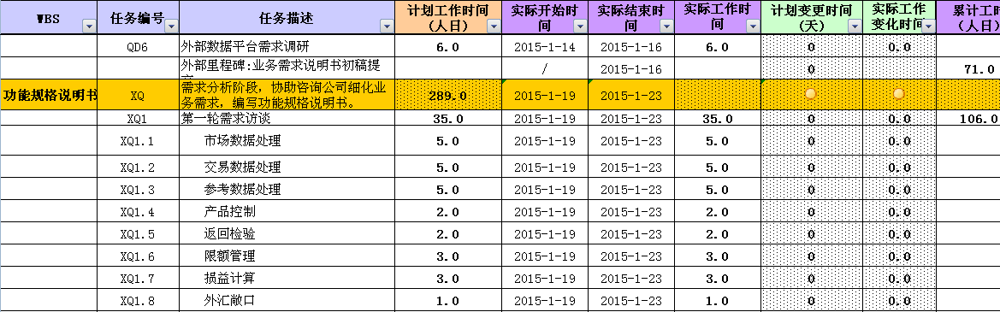 WBS 任务编号 任务描述 计划工作时间(人日) 实际开始时间 实际结束时间 实际工作时间 计划变更时间(天) 实际工作变化时间 累计工时(人日)
QD6 外部数据平台需求调研 6.0 2015-1-14 2015-1-16 6.0 0 0.0
外部里程碑:业务需求说明书初稿提 / 2015-1-16 0 71.0
功能规格说明书 XQ 需求分析阶段,协助咨询公司细化业务需求,编写功能规格说明书。 289.0 2015-1-19 2015-1-23
XQ1 第一轮需求访谈 35.0 2015-1-19 2015-1-23 35.0 0 0.0 106.0
XQ1.1 市场数据处理 5.0 2015-1-19 2015-1-23 5.0 0 0.0
XQ1.2 交易数据处理 5.0 2015-1-19 2015-1-23 5.0 0 0.0
XQ1.3 参考数据处理 5.0 2015-1-19 2015-1-23 5.0 0 0.0
XQ1.4 产品控制 2.0 2015-1-19 2015-1-23 2.0 0 0.0
XQ1.5 返回检验 2.0 2015-1-19 2015-1-23 2.0 0 0.0
XQ1.6 限额管理 3.0 2015-1-19 2015-1-23 3.0 0 0.0
XQ1.7 损益计算 3.0 2015-1-19 2015-1-23 3.0 0 0.0
XQ1.8 外汇敞口 1.0 2015-1-19 2015-1-23 1.0 0 0.0